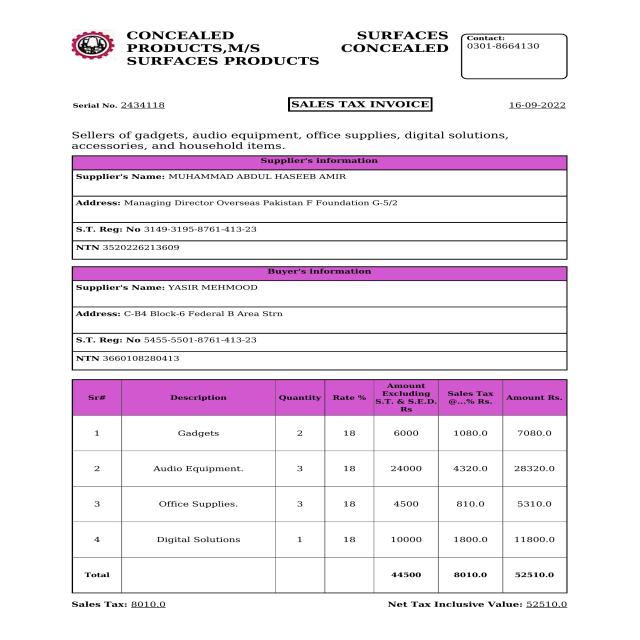 CONCEALED SURFACES
PRODUCTS,M/S CONCEALED
SURFACES PRODUCTS
Contact:
0301-8664130
Serial No. 2434118
SALES TAX INVOICE
16-09-2022
Sellers of gadgets, audio equipment, office supplies, digital solutions,
accessories, and household items.
Supplier's information
Supplier's Name: MUHAMMAD ABDUL HASEEB AMIR
Address: Managing Director Overseas Pakistan F Foundation G-5/2
S.T. Reg: No 3149-3195-8761-413-23
NTN 3520226213609
Buyer's information
Supplier's Name: YASIR MEHMOOD
Address: C-B4 Block-6 Federal B Area Strn
S.T. Reg: No 5455-5501-8761-413-23
NTN 3660108280413
Sr# Description Quantity Rate % Amount Excluding S.T. & S.E.D. Rs Sales Tax @...% Rs. Amount Rs.
1 Gadgets 2 18 6000 1080.0 7080.0
2 Audio Equipment. 3 18 24000 4320.0 28320.0
3 Office Supplies. 3 18 4500 810.0 5310.0
4 Digital Solutions 1 18 10000 1800.0 11800.0
Total 44500 8010.0 52510.0
Sales Tax: 8010.0 Net Tax Inclusive Value: 52510.0